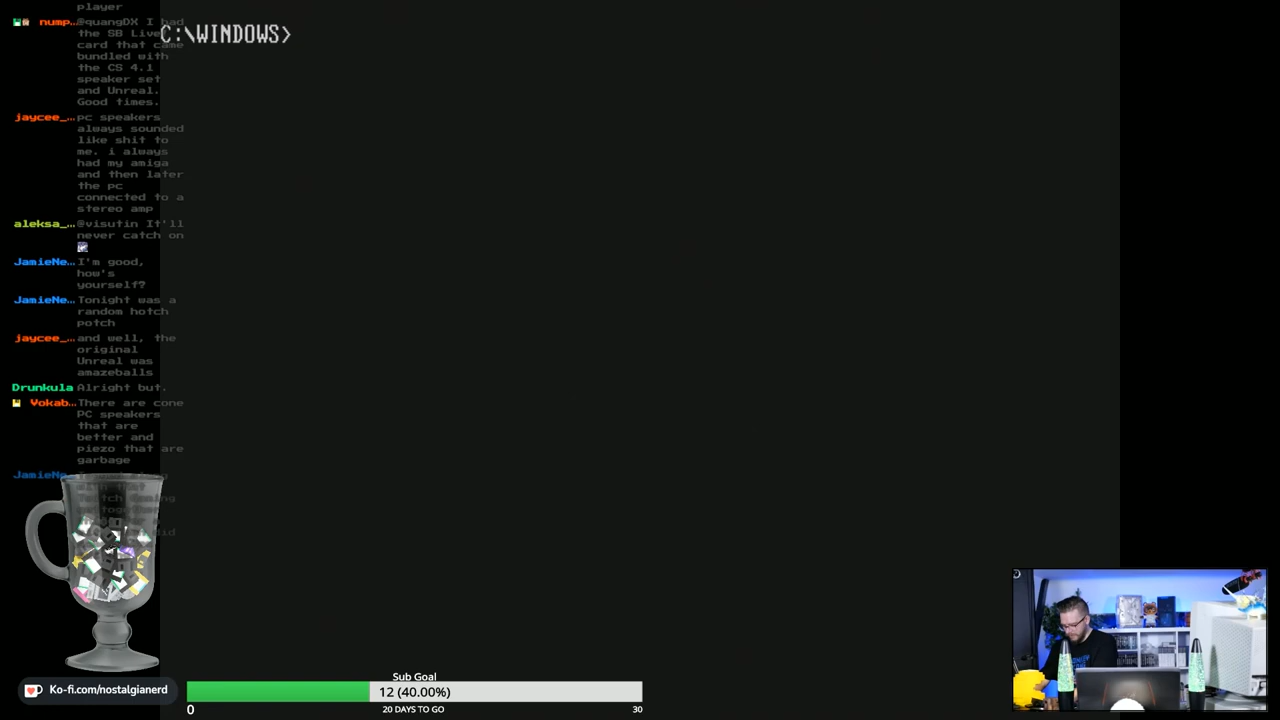 player
nump… @quangDX I had
the SB Live
card that came
bundled with
the CS 4.1
speaker set
and Unreal.
Good times.
jaycee_… pc speakers
always sounded
like shit to
me. i always
had my amiga
and then later
the pc
connected to a
stereo amp
aleksa_… @visutin It'll
never catch on
JamieNe… I'm good,
how's
yourself?
JamieNe… Tonight was a
random hotch
potch
jaycee_… and well, the
original
Unreal was
amazeballs
Drunkula Alright but.
Vokab… There are cone
PC speakers
that are
better and
piezo that are
garbage
JamieNe…
C:\WINDOWS>
Ko-fi.com/nostalgianerd
Sub Goal
12 (40.00%)
0 20 DAYS TO GO 30